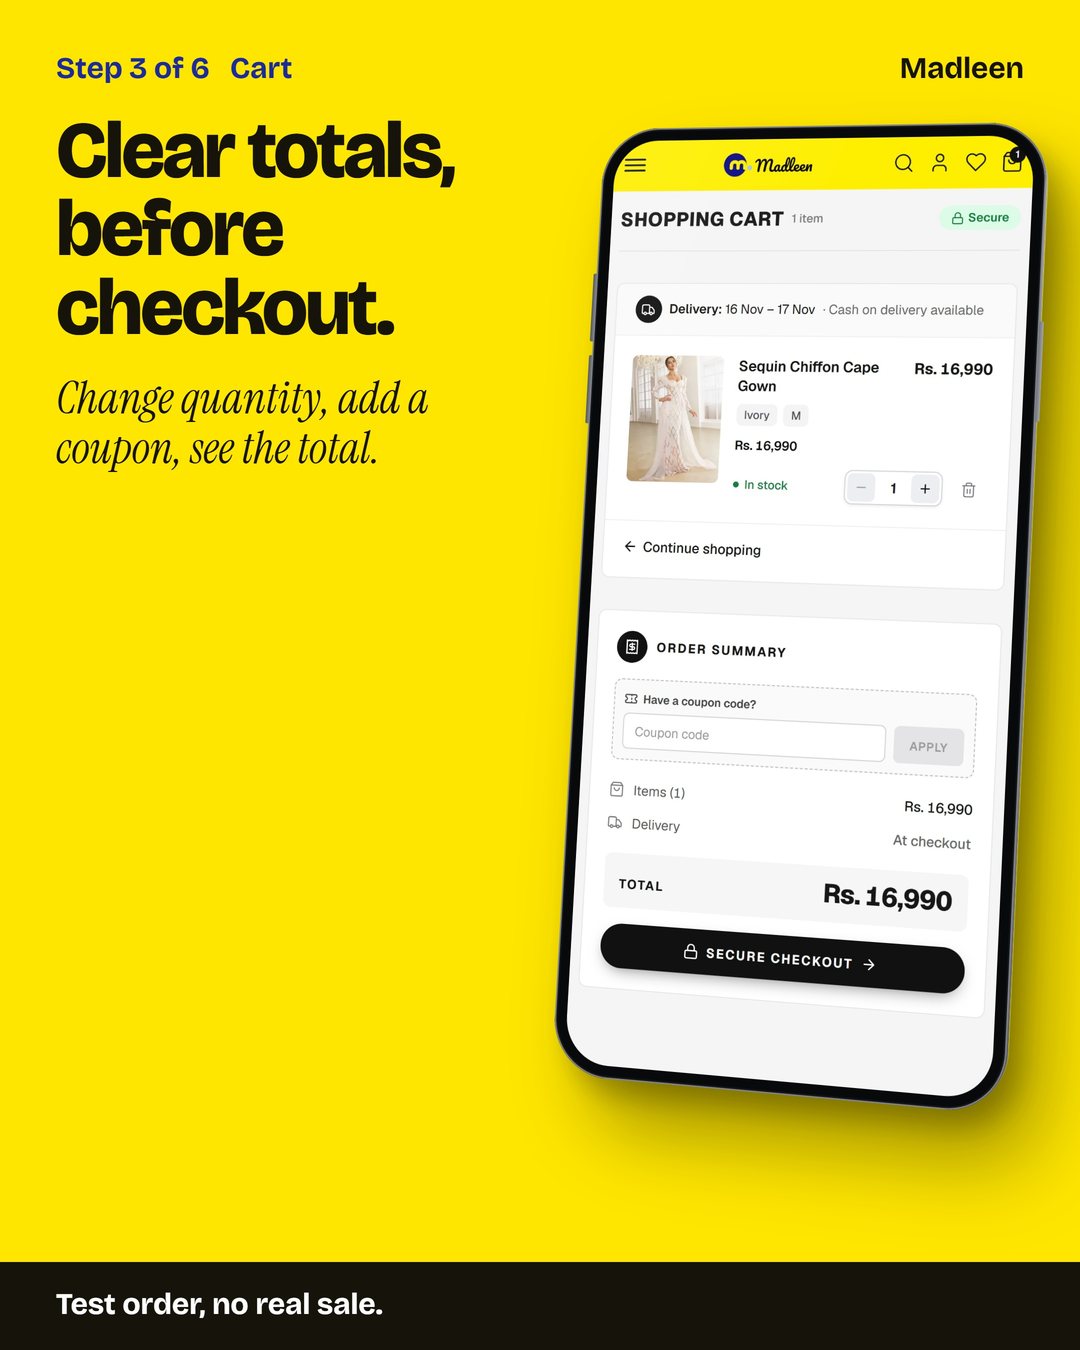 Step 3 of 6 Cart
Madleen
Clear totals,
before
checkout.
Change quantity, add a
coupon, see the total.
m Madleen
1
SHOPPING CART 1 item
Secure
Delivery: 16 Nov – 17 Nov · Cash on delivery available
Sequin Chiffon Cape
Gown
Rs. 16,990
Ivory M
Rs. 16,990
In stock
− 1 +
← Continue shopping
ORDER SUMMARY
Have a coupon code?
Coupon code
APPLY
Items (1) Rs. 16,990
Delivery At checkout
TOTAL Rs. 16,990
SECURE CHECKOUT →
Test order, no real sale.